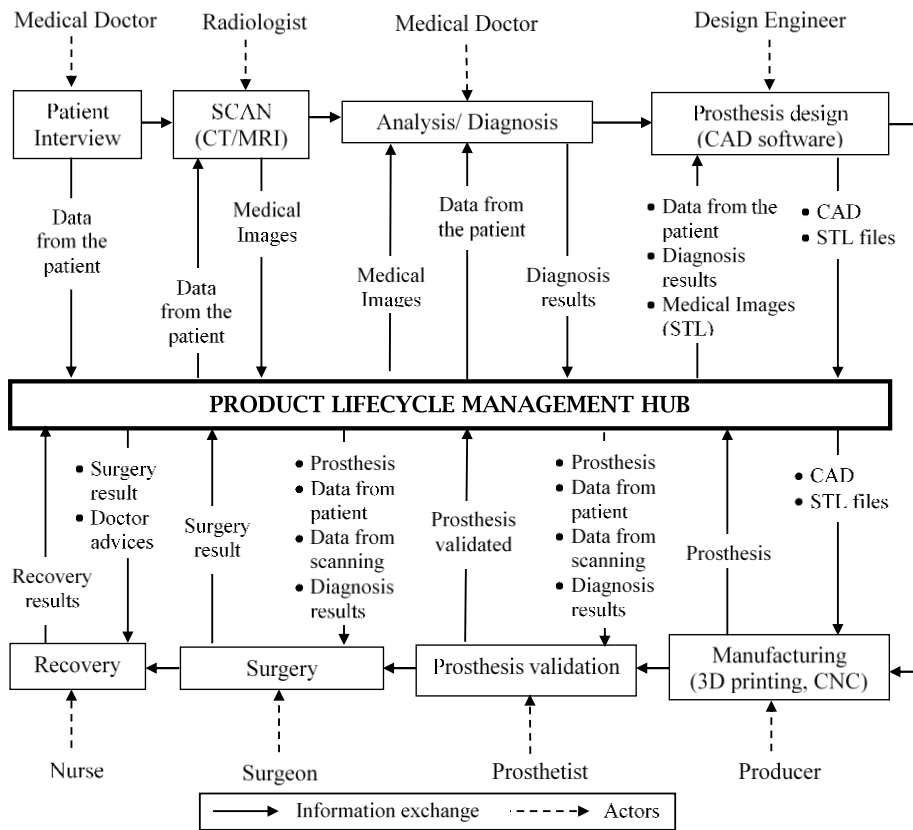 Medical Doctor
Radiologist
Medical Doctor
Design Engineer
Patient
Interview
SCAN
(CT/MRI)
Analysis/ Diagnosis
Prosthesis design
(CAD software)
Data
from the
patient
Data
from the
patient
Medical
Images
Medical
Images
Data from
the patient
Diagnosis
results
• Data from the
patient
• Diagnosis
results
• Medical Images
(STL)
• CAD
• STL files
PRODUCT LIFECYCLE MANAGEMENT HUB
Recovery
results
• Surgery
result
• Doctor
advices
Surgery
result
• Prosthesis
• Data from
patient
• Data from
scanning
• Diagnosis
results
Prosthesis
validated
• Prosthesis
• Data from
patient
• Data from
scanning
• Diagnosis
results
Prosthesis
• CAD
• STL files
Recovery
Surgery
Prosthesis validation
Manufacturing
(3D printing, CNC)
Nurse
Surgeon
Prosthetist
Producer
Information exchange
Actors